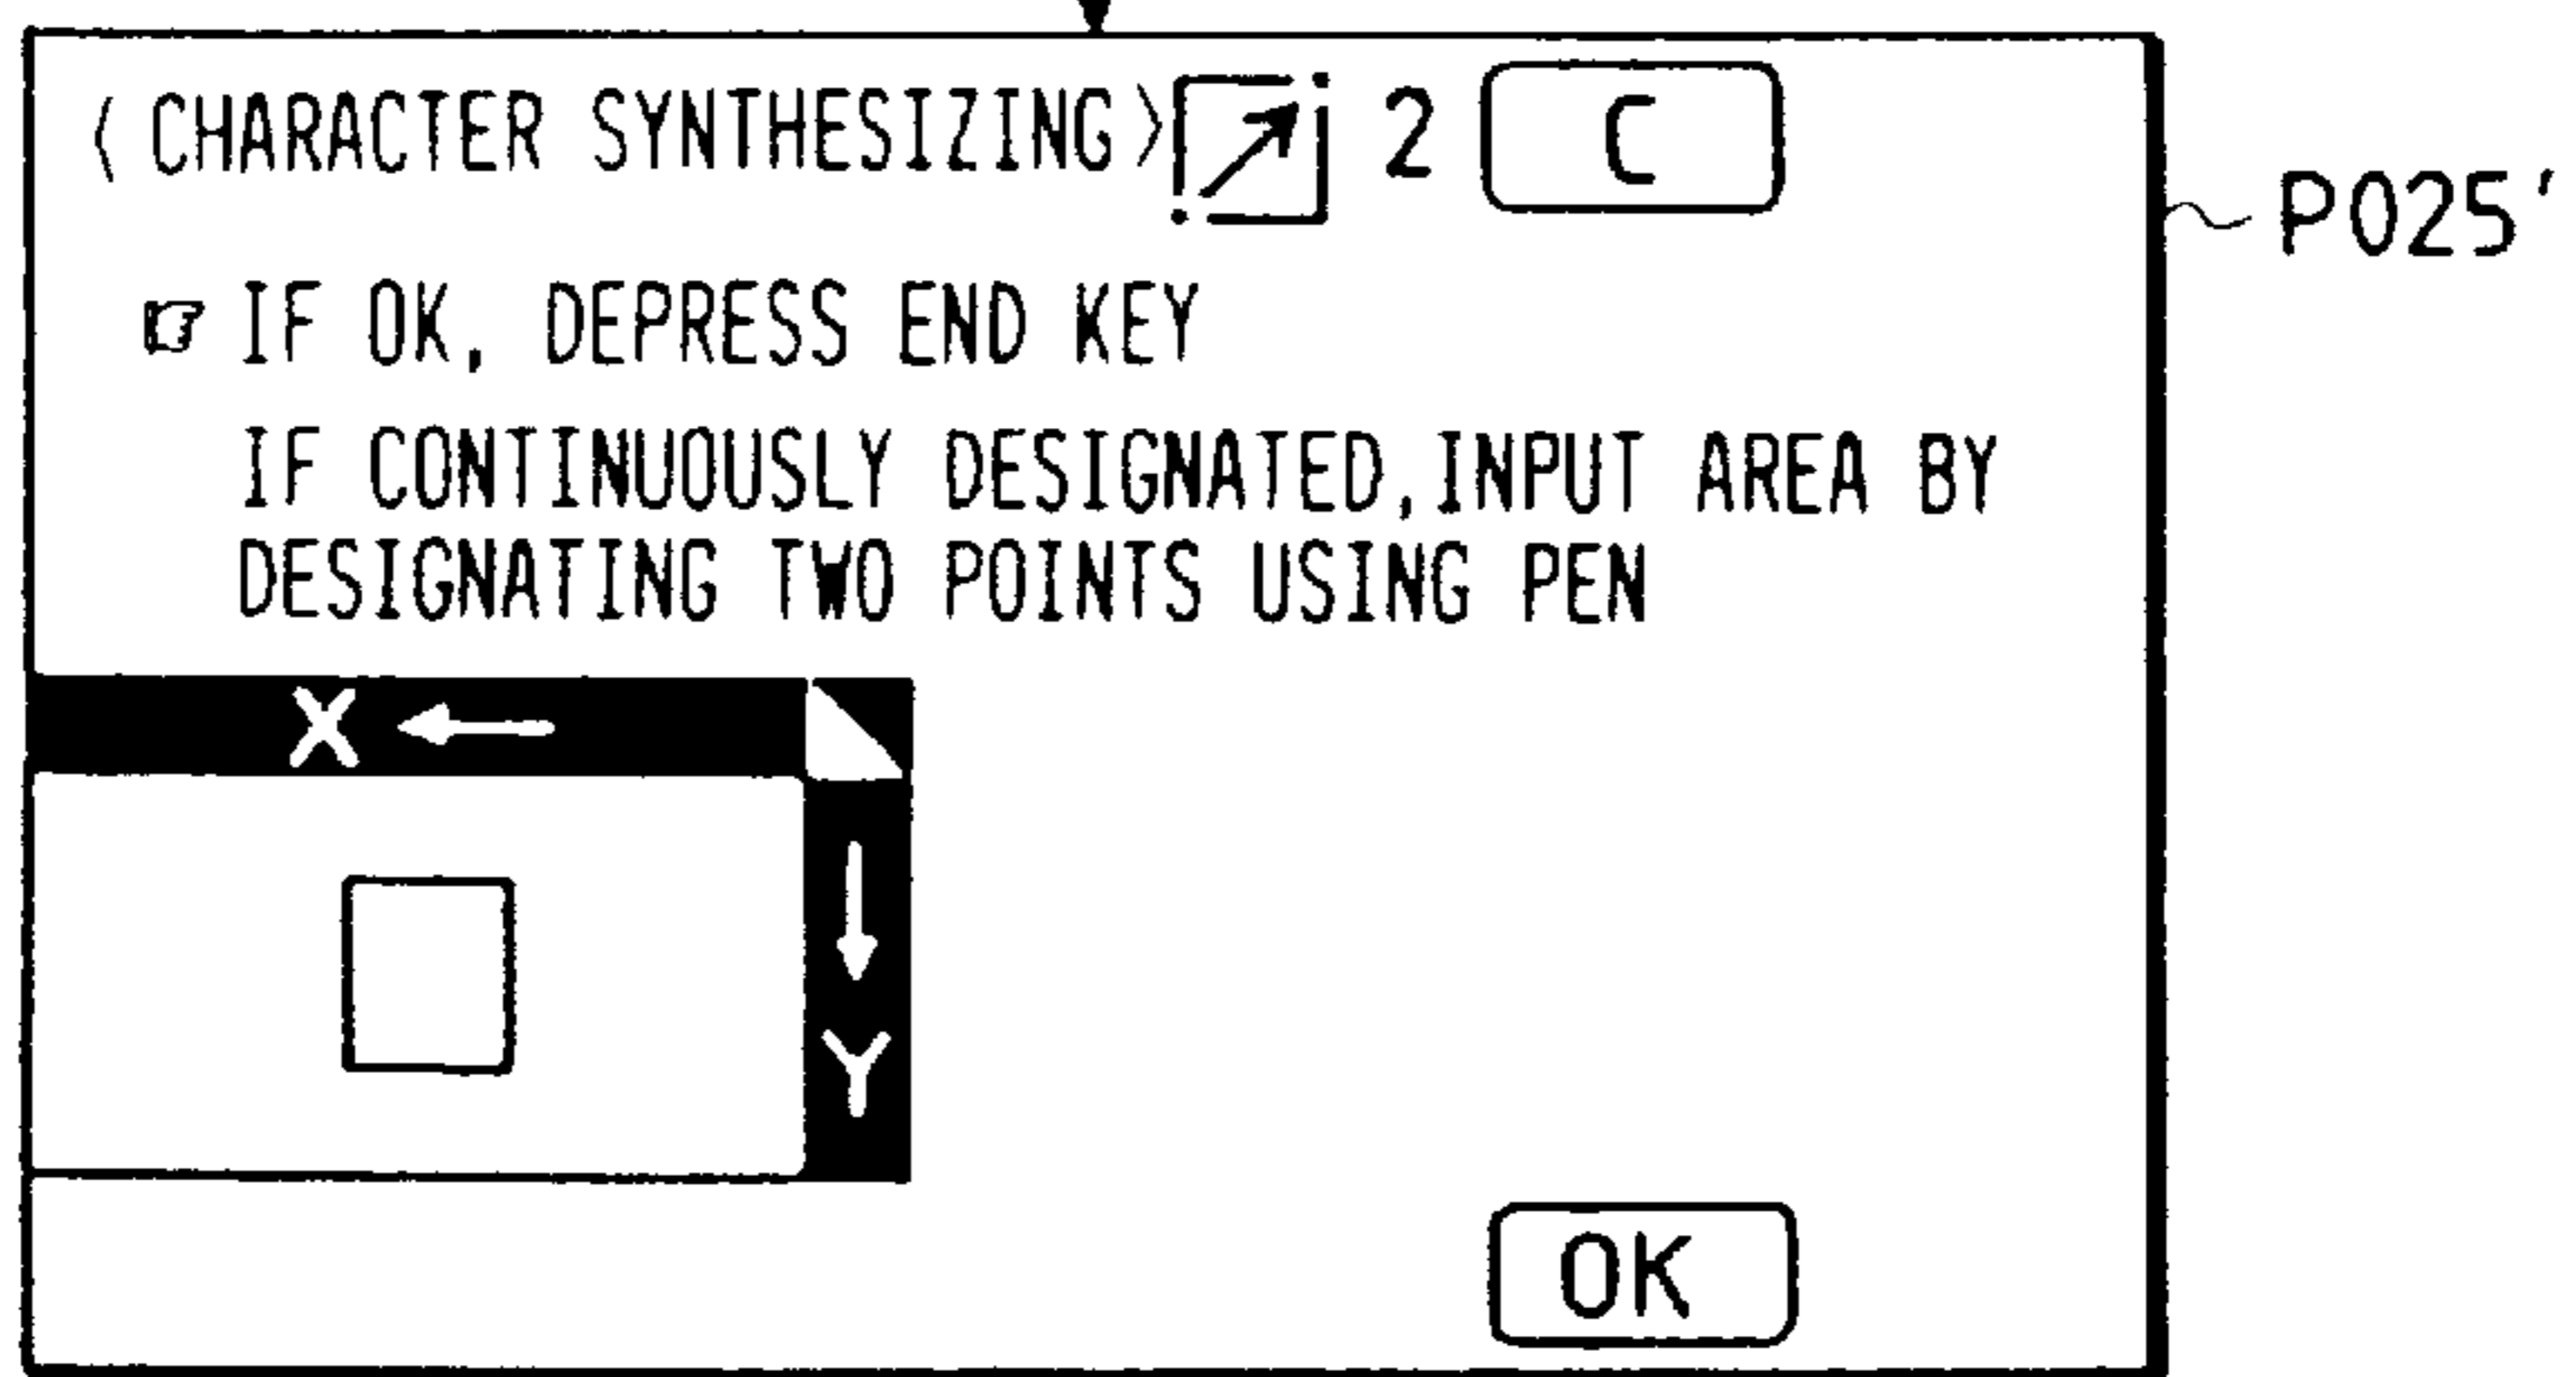 〈CHARACTER SYNTHESIZING〉 2 C
P025'
☞ IF OK, DEPRESS END KEY
IF CONTINUOUSLY DESIGNATED,INPUT AREA BY
DESIGNATING TWO POINTS USING PEN
X ←
↓
Y
OK